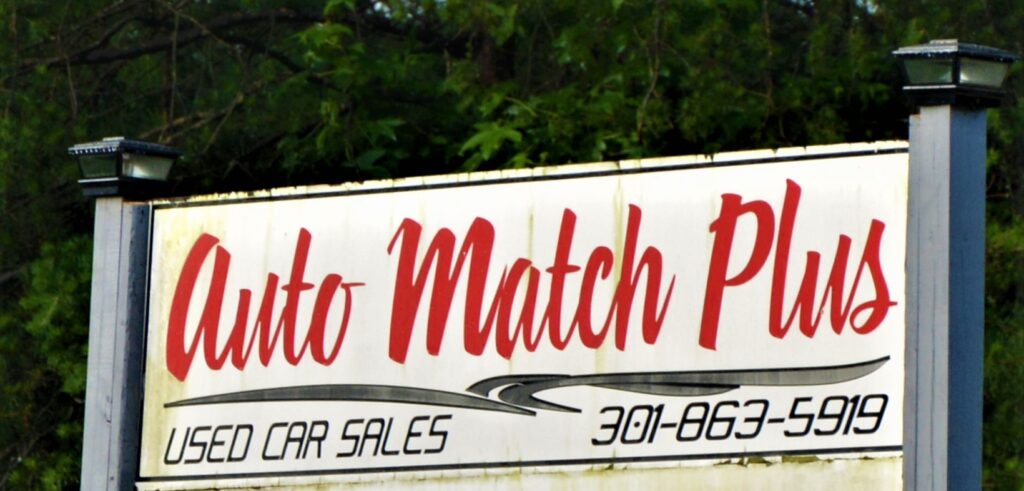 Auto Match Plus
USED CAR SALES 301-863-5919